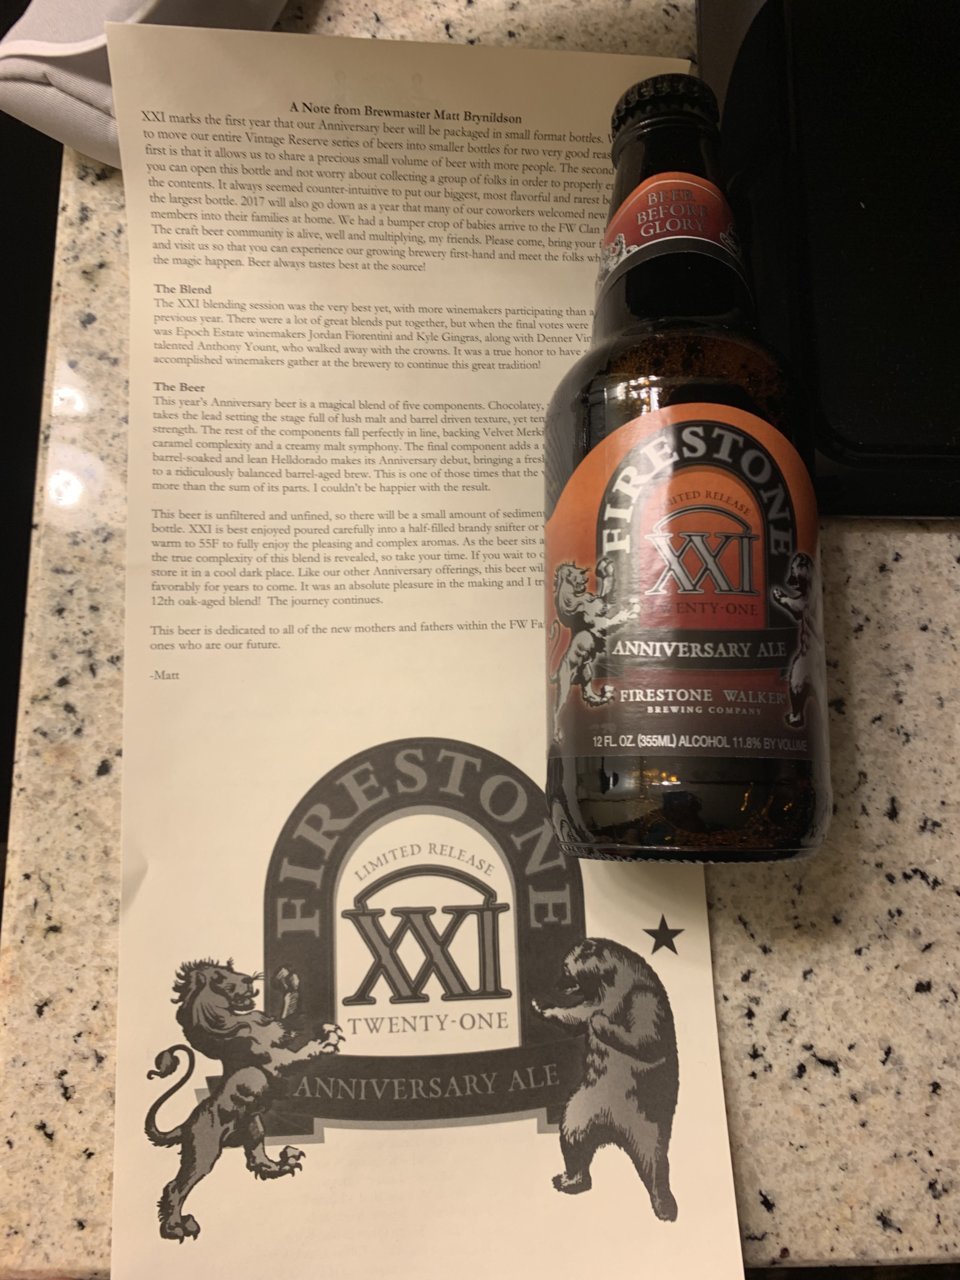 A Note from Brewmaster Matt Brynildson
XXI marks the first year that our Anniversary beer will be packaged in small format bottles.
to move our entire Vintage Reserve series of beers into smaller bottles for two very good
first is that it allows us to share a precious small volume of beer with more people. The second
you can open this bottle and not worry about collecting a group of folks in order to properly
the contents. It always seemed counter-intuitive to put our biggest, most flavorful and rarest
the largest bottle. 2017 will also go down as a year that many of our coworkers welcomed new
members into their families at home. We had a bumper crop of babies arrive to the FW Clan
The craft beer community is alive, well and multiplying, my friends. Please come, bring your
and visit us so that you can experience our growing brewery first-hand and meet the folks
the magic happen. Beer always tastes best at the source!
The Blend
The XXI blending session was the very best yet, with more winemakers participating than
previous year. There were a lot of great blends put together, but when the final votes were
was Epoch Estate winemakers Jordan Fiorentini and Kyle Gingras, along with Denner
talented Anthony Yount, who walked away with the crowns. It was a true honor to have
accomplished winemakers gather at the brewery to continue this great tradition!
The Beer
This year's Anniversary beer is a magical blend of five components. Chocolatey,
takes the lead setting the stage full of lush malt and barrel driven texture, yet
strength. The rest of the components fall perfectly in line, backing Velvet
caramel complexity and a creamy malt symphony. The final component adds a
barrel-soaked and lean Helldorado makes its Anniversary debut, bringing a
to a ridiculously balanced barrel-aged brew. This is one of those times that the
more than the sum of its parts. I couldn't be happier with the result.
This beer is unfiltered and unfined, so there will be a small amount of sediment
bottle. XXI is best enjoyed poured carefully into a half-filled brandy snifter or
warm to 55F to fully enjoy the pleasing and complex aromas. As the beer sits
the true complexity of this blend is revealed, so take your time. If you wait to
store it in a cool dark place. Like our other Anniversary offerings, this beer
favorably for years to come. It was an absolute pleasure in the making and I
12th oak-aged blend! The journey continues.
This beer is dedicated to all of the new mothers and fathers within the FW
ones who are our future.
-Matt
FIRESTONE
LIMITED RELEASE
XXI
TWENTY-ONE
ANNIVERSARY ALE
BEER
BEFORE
GLORY
FIRESTONE
LIMITED RELEASE
XXI
TWENTY-ONE
ANNIVERSARY ALE
FIRESTONE WALKER
BREWING COMPANY
12 FL. OZ. (355ML) ALCOHOL 11.8% BY VOLUME